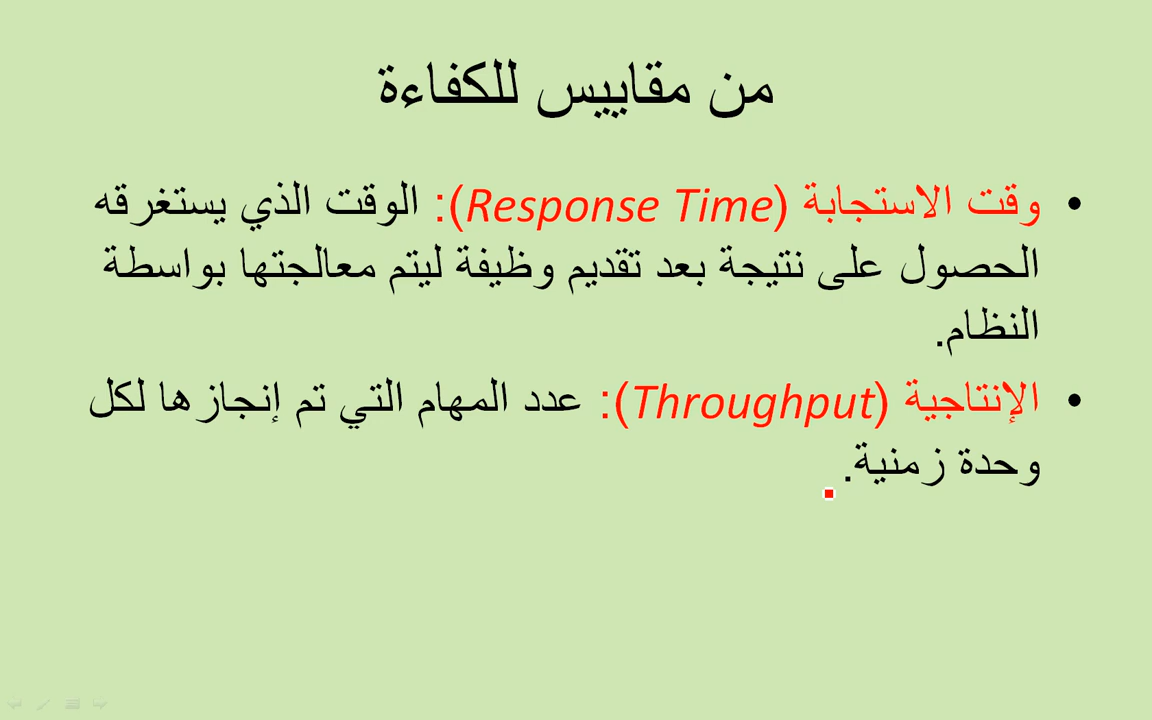 من مقاييس للكفاءة
• وقت الاستجابة (Response Time): الوقت الذي يستغرقه
الحصول على نتيجة بعد تقديم وظيفة ليتم معالجتها بواسطة
النظام.
• الإنتاجية (Throughput): عدد المهام التي تم إنجازها لكل
وحدة زمنية.